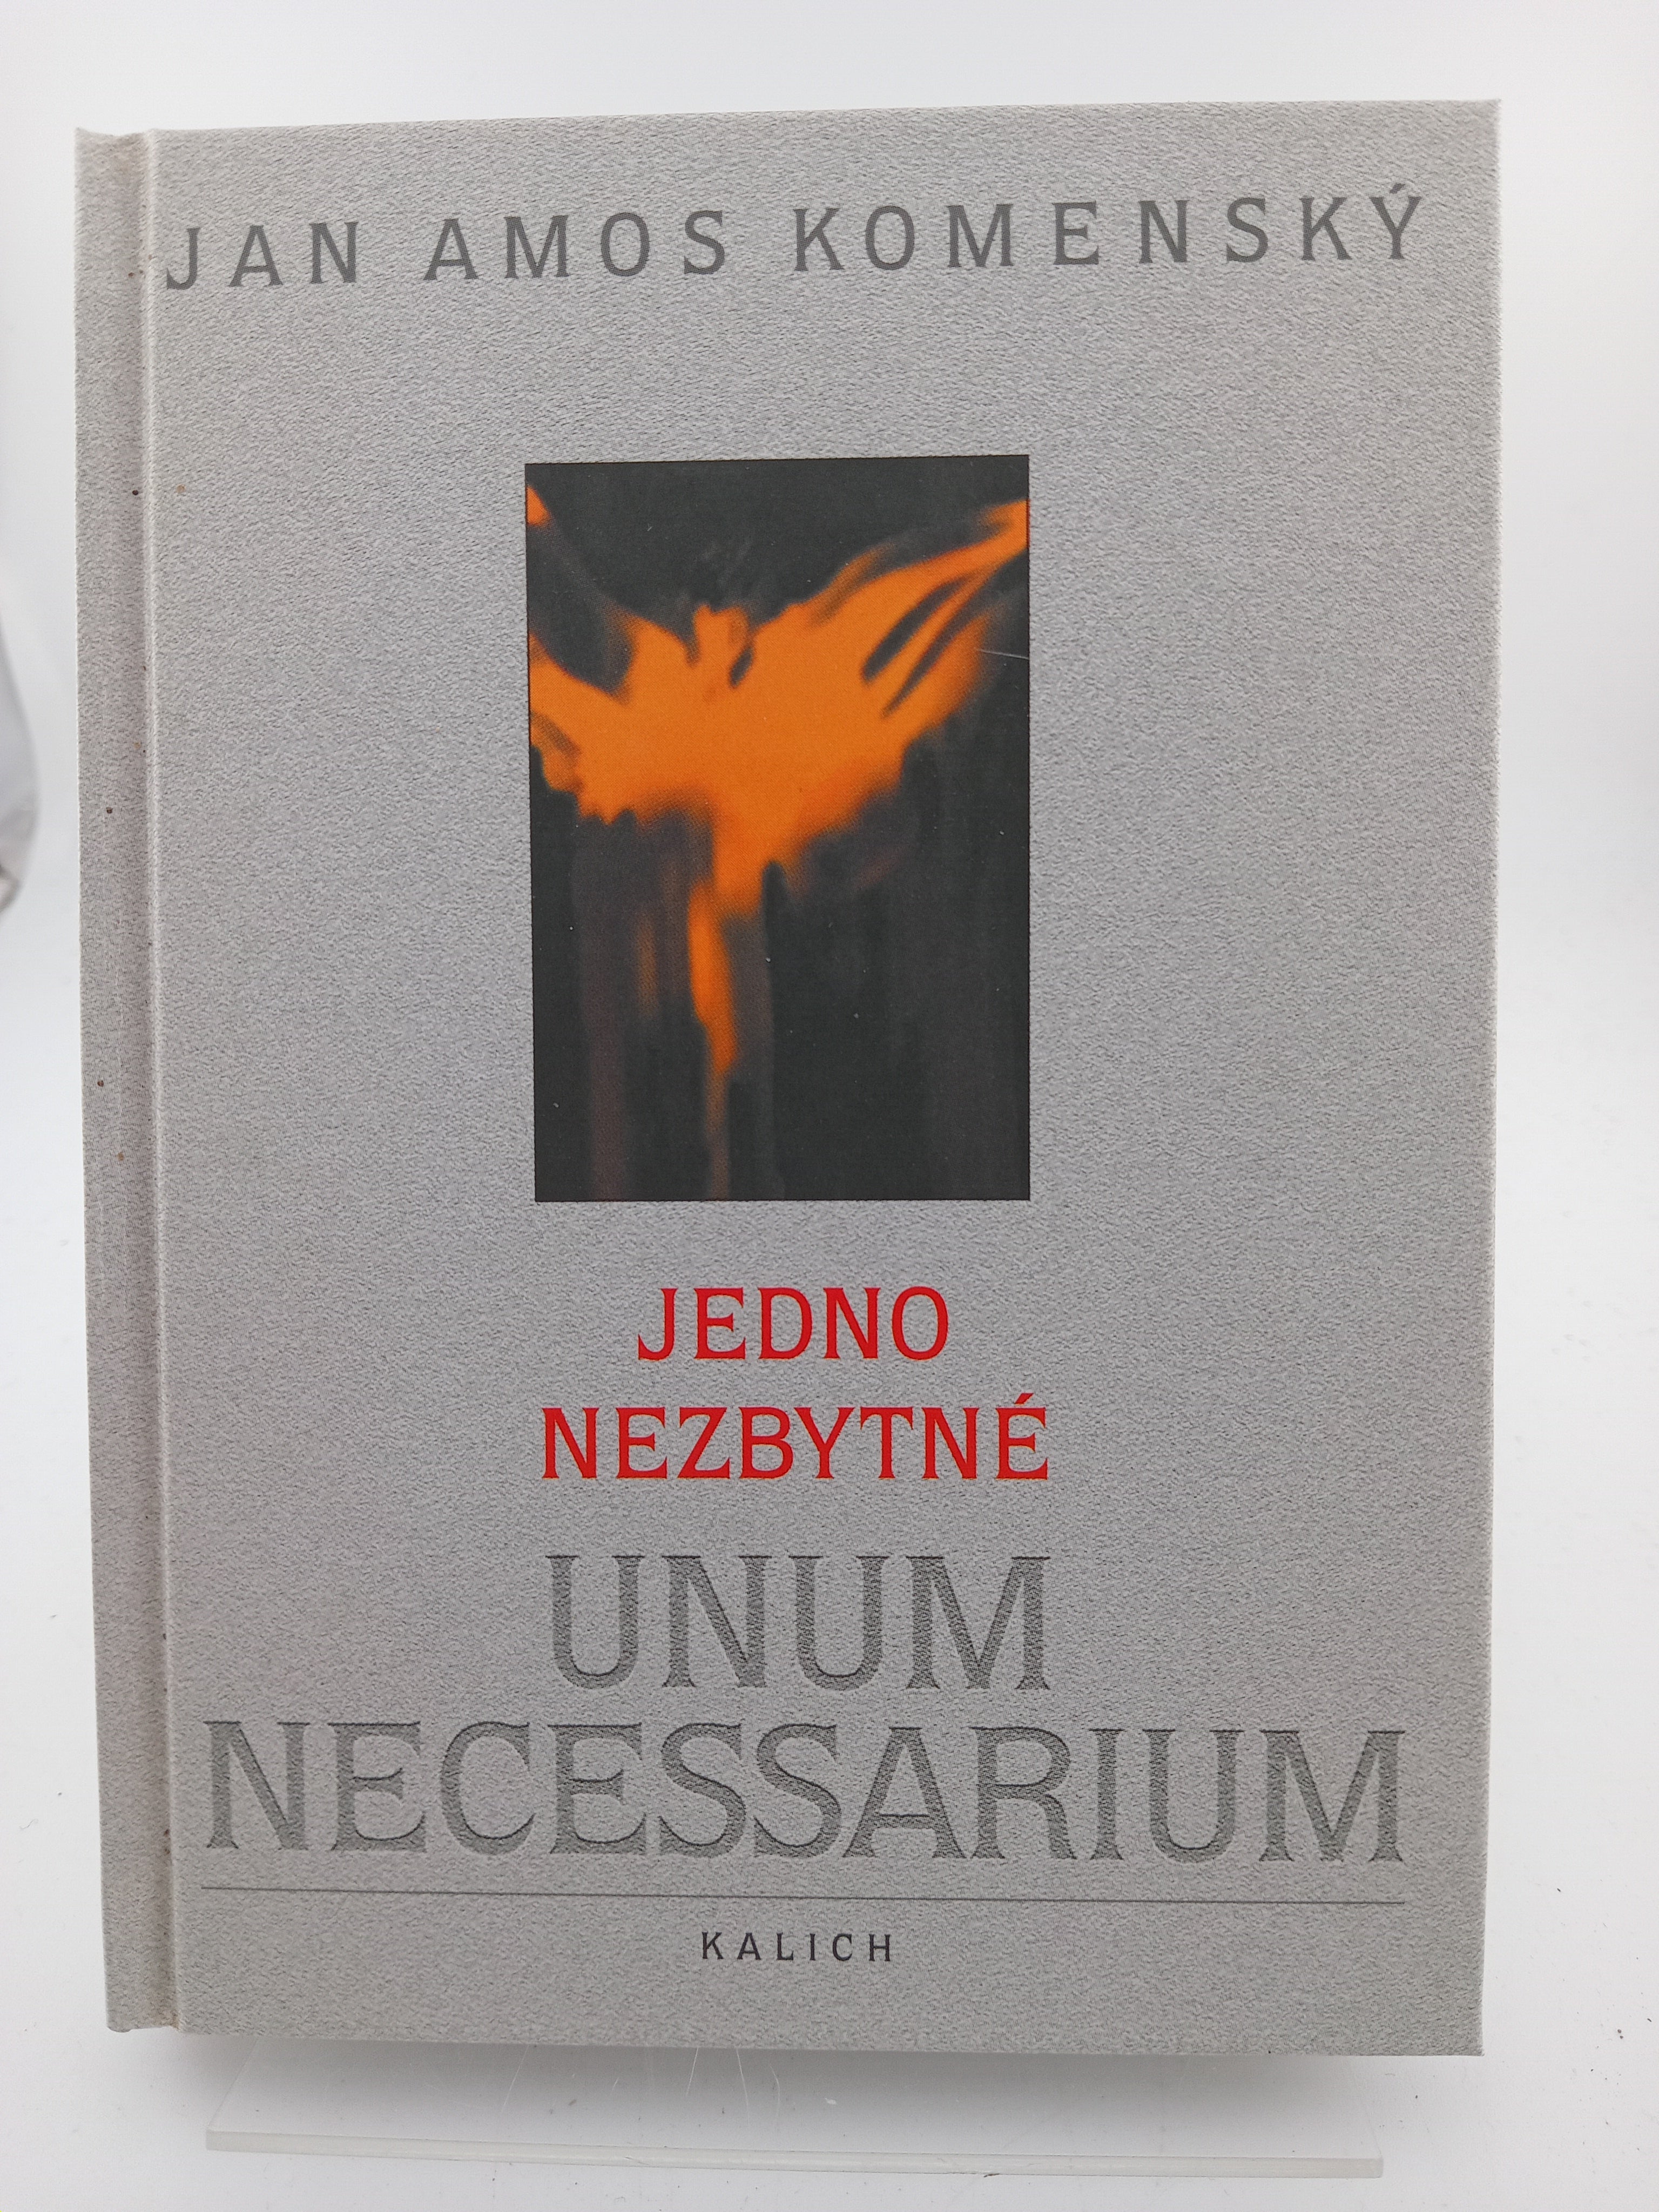 JAN AMOS KOMENSKÝ
JEDNO
NEZBYTNÉ
UNUM
NECESSARIUM
KALICH